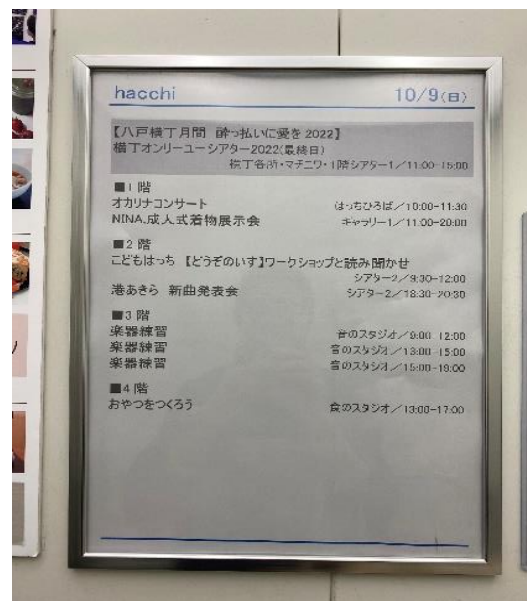 hacchi 10/9(日)
【八戸横丁月間 酔っ払いに愛を2022】
横丁オンリーユーシアター2022(最終日)
横丁各所・マチニワ・1階シアター1/11:00-15:00
■1階
オカリナコンサート はっちひろば/10:00-11:30
NINA.成人式着物展示会 ギャラリー1/11:00-20:00
■2階
こどもはっち 【どうぞのいす】ワークショップと読み聞かせ
シアター2/9:30-12:00
港あきら 新曲発表会 シアター2/18:30-20:30
■3階
楽器練習 音のスタジオ/9:00-12:00
楽器練習 音のスタジオ/13:00-15:00
楽器練習 音のスタジオ/15:00-19:00
■4階
おやつをつくろう 食のスタジオ/13:00-17:00